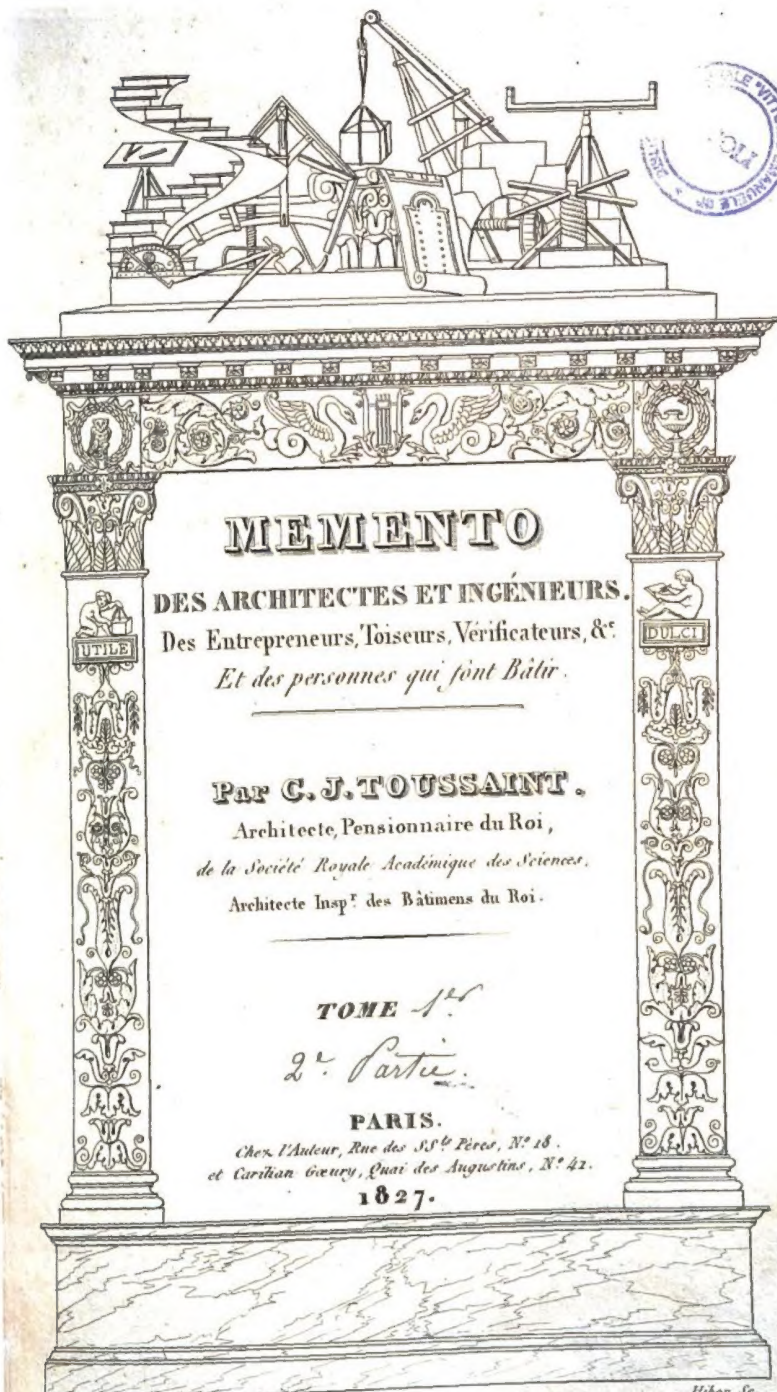 MEMENTO
DES ARCHITECTES ET INGÉNIEURS.
Des Entrepreneurs, Toiseurs, Vérificateurs, &c.
Et des personnes qui font Bâtir.
UTILE
DULCI
Par C. J. TOUSSAINT.
Architecte, Pensionnaire du Roi,
de la Société Royale Académique des Sciences.
Architecte Inspr. des Bâtimens du Roi.
TOME 1er
2e Partie.
PARIS.
Chez l'Auteur, Rue des SSts Pères, No 18.
et Carilian Gœury, Quai des Augustins, No 41.
1827.
Hibon Sc.